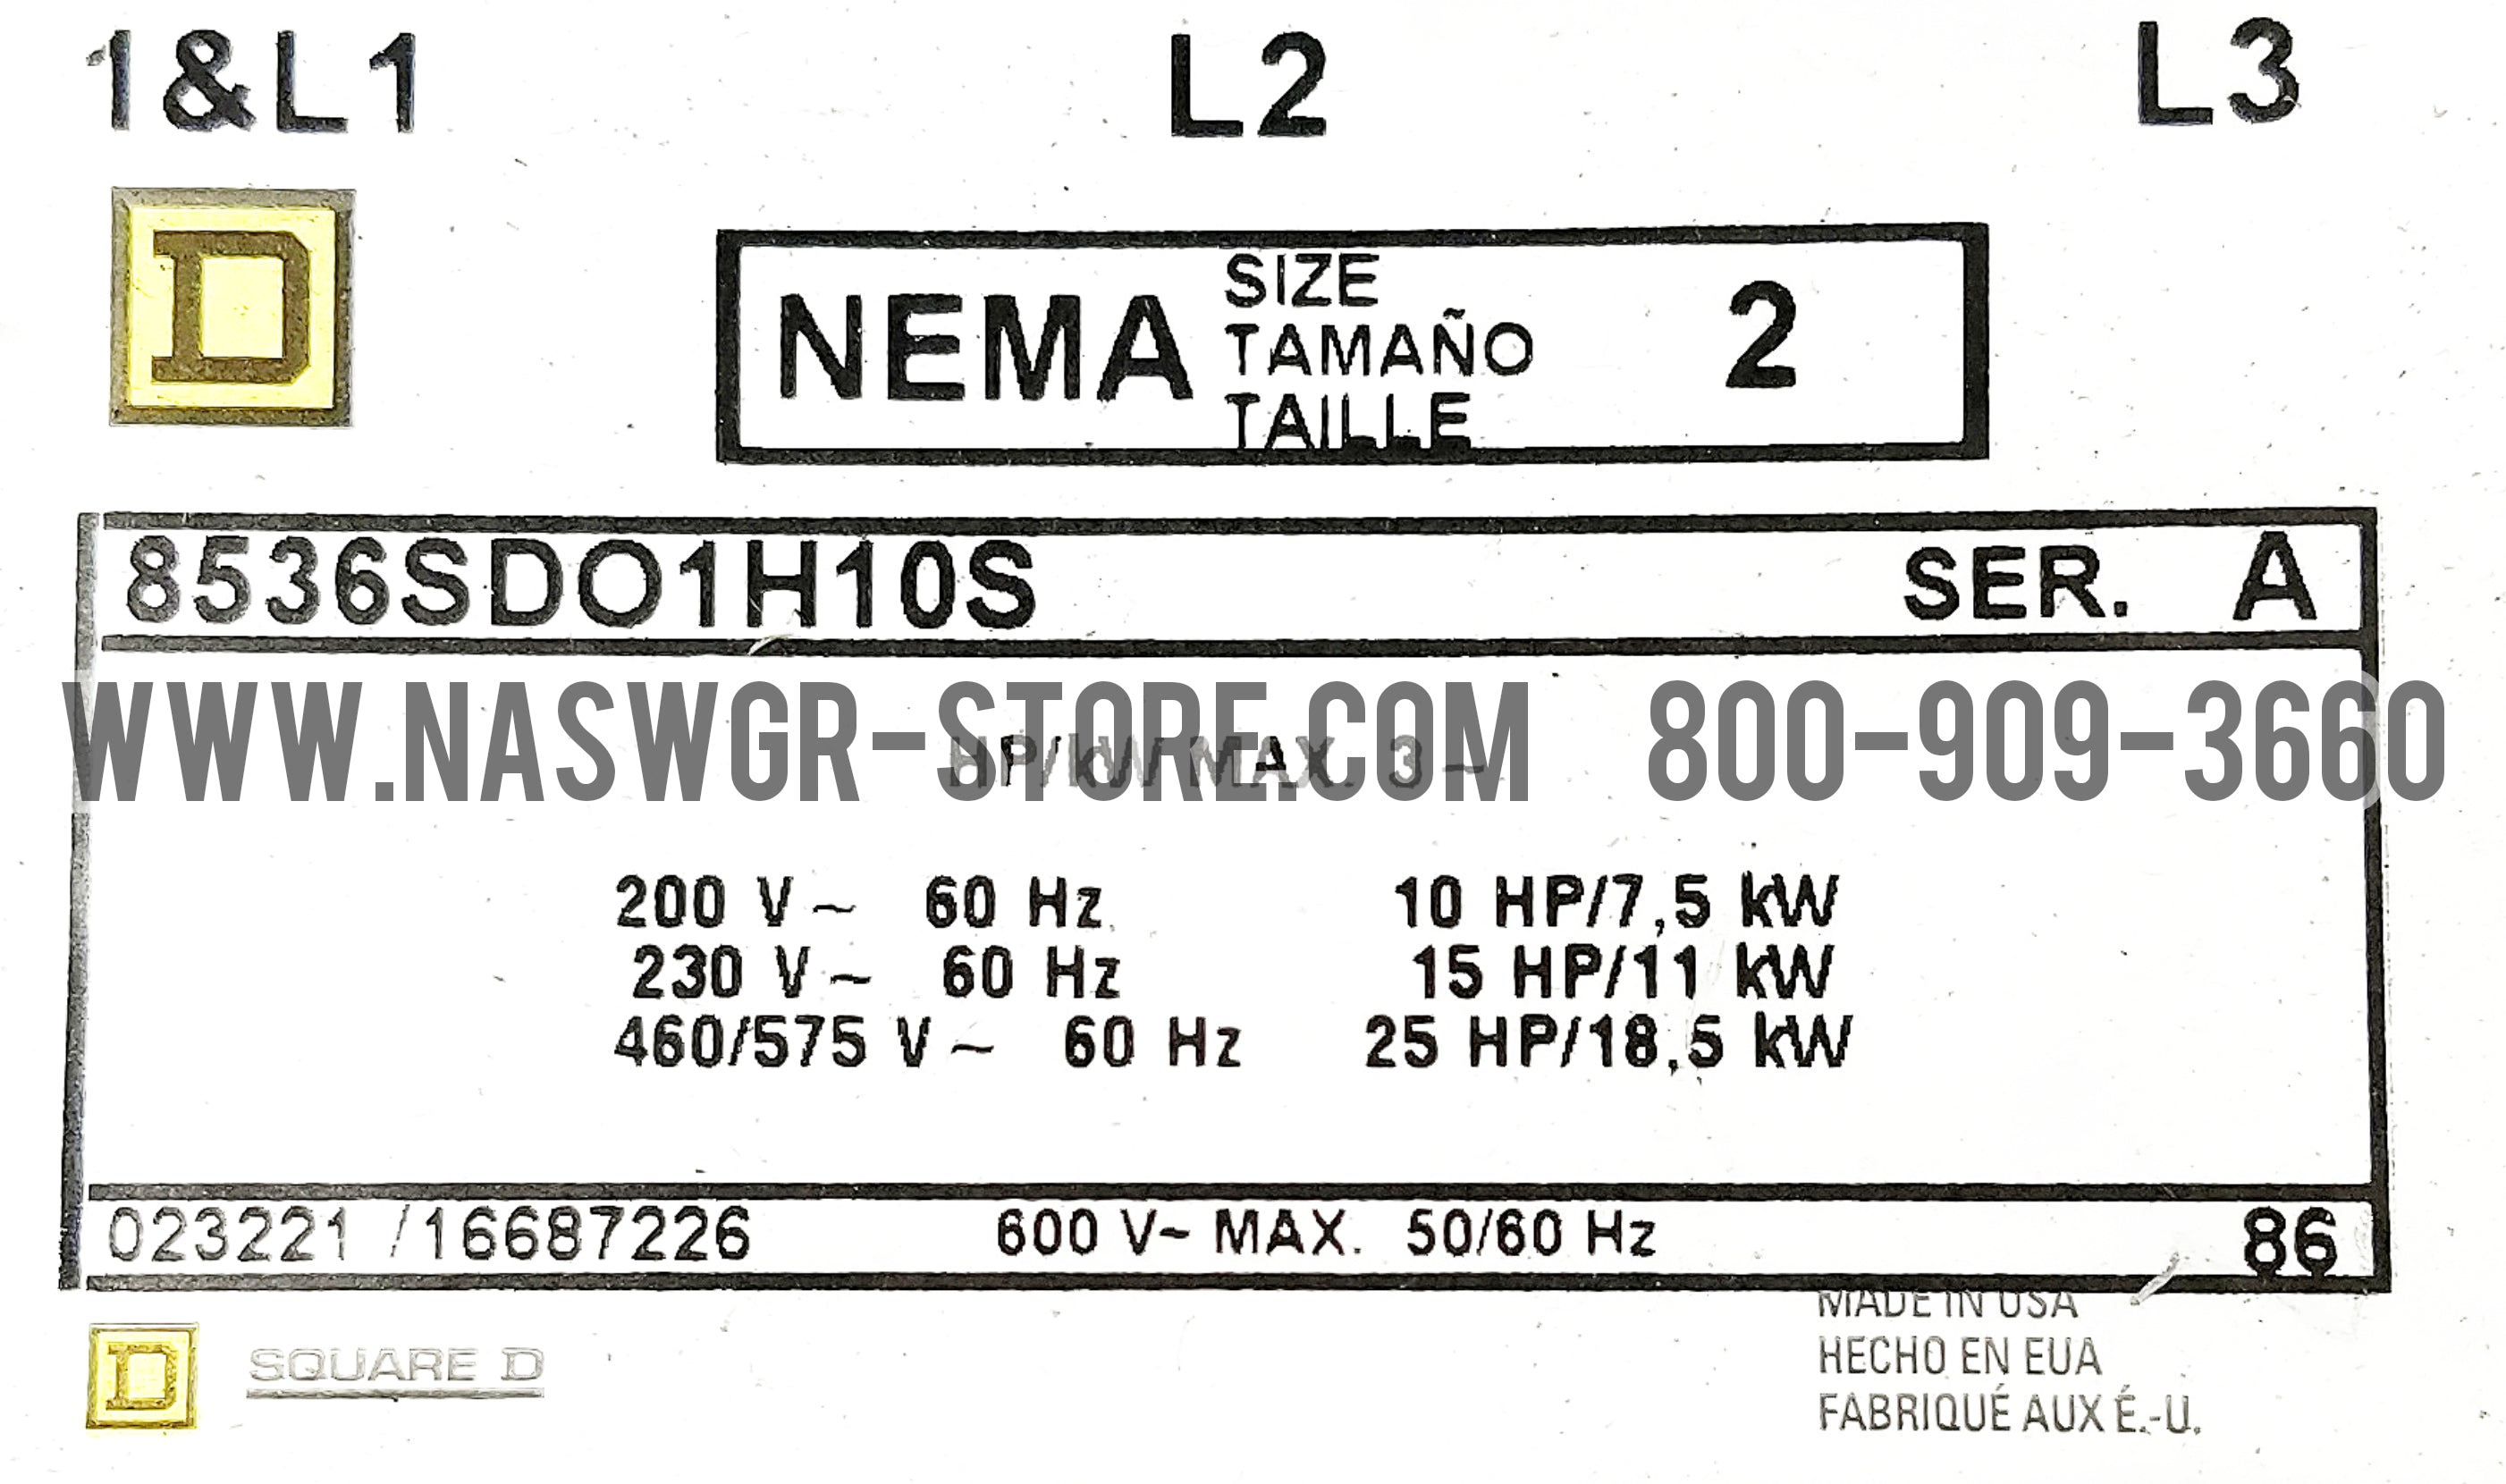 1&L1 L2 L3
D
NEMA SIZE 2
TAMAÑO
TAILLE
8536SDO1H10S SER. A
WWW.NASWGR-STORE.COM 800-909-3660
HP/kW MAX. 3~
200 V~ 60 Hz 10 HP/7,5 kW
230 V~ 60 Hz 15 HP/11 kW
460/575 V~ 60 Hz 25 HP/18,5 kW
023221 /16687226 600 V~ MAX. 50/60 Hz 86
MADE IN USA
HECHO EN EUA
FABRIQUÉ AUX É.-U.
D SQUARE D